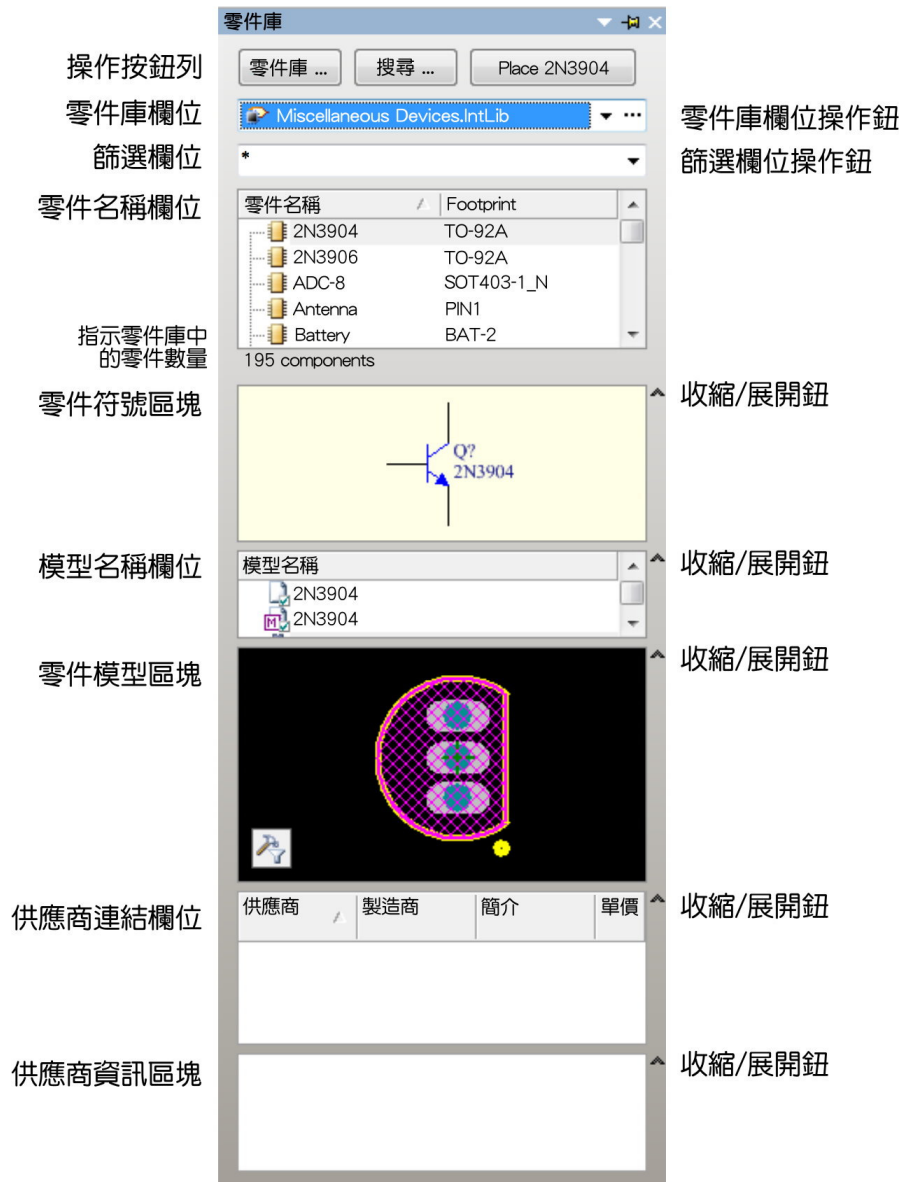 零件庫
操作按鈕列
零件庫 ...
搜尋 ...
Place 2N3904
零件庫欄位
Miscellaneous Devices.IntLib
零件庫欄位操作鈕
篩選欄位
*
篩選欄位操作鈕
零件名稱欄位
零件名稱 Footprint
2N3904 TO-92A
2N3906 TO-92A
ADC-8 SOT403-1_N
Antenna PIN1
Battery BAT-2
指示零件庫中
的零件數量
195 components
零件符號區塊
收縮/展開鈕
Q?
2N3904
模型名稱欄位
模型名稱
收縮/展開鈕
2N3904
M 2N3904
零件模型區塊
收縮/展開鈕
供應商連結欄位
供應商 製造商 簡介 單價
收縮/展開鈕
供應商資訊區塊
收縮/展開鈕